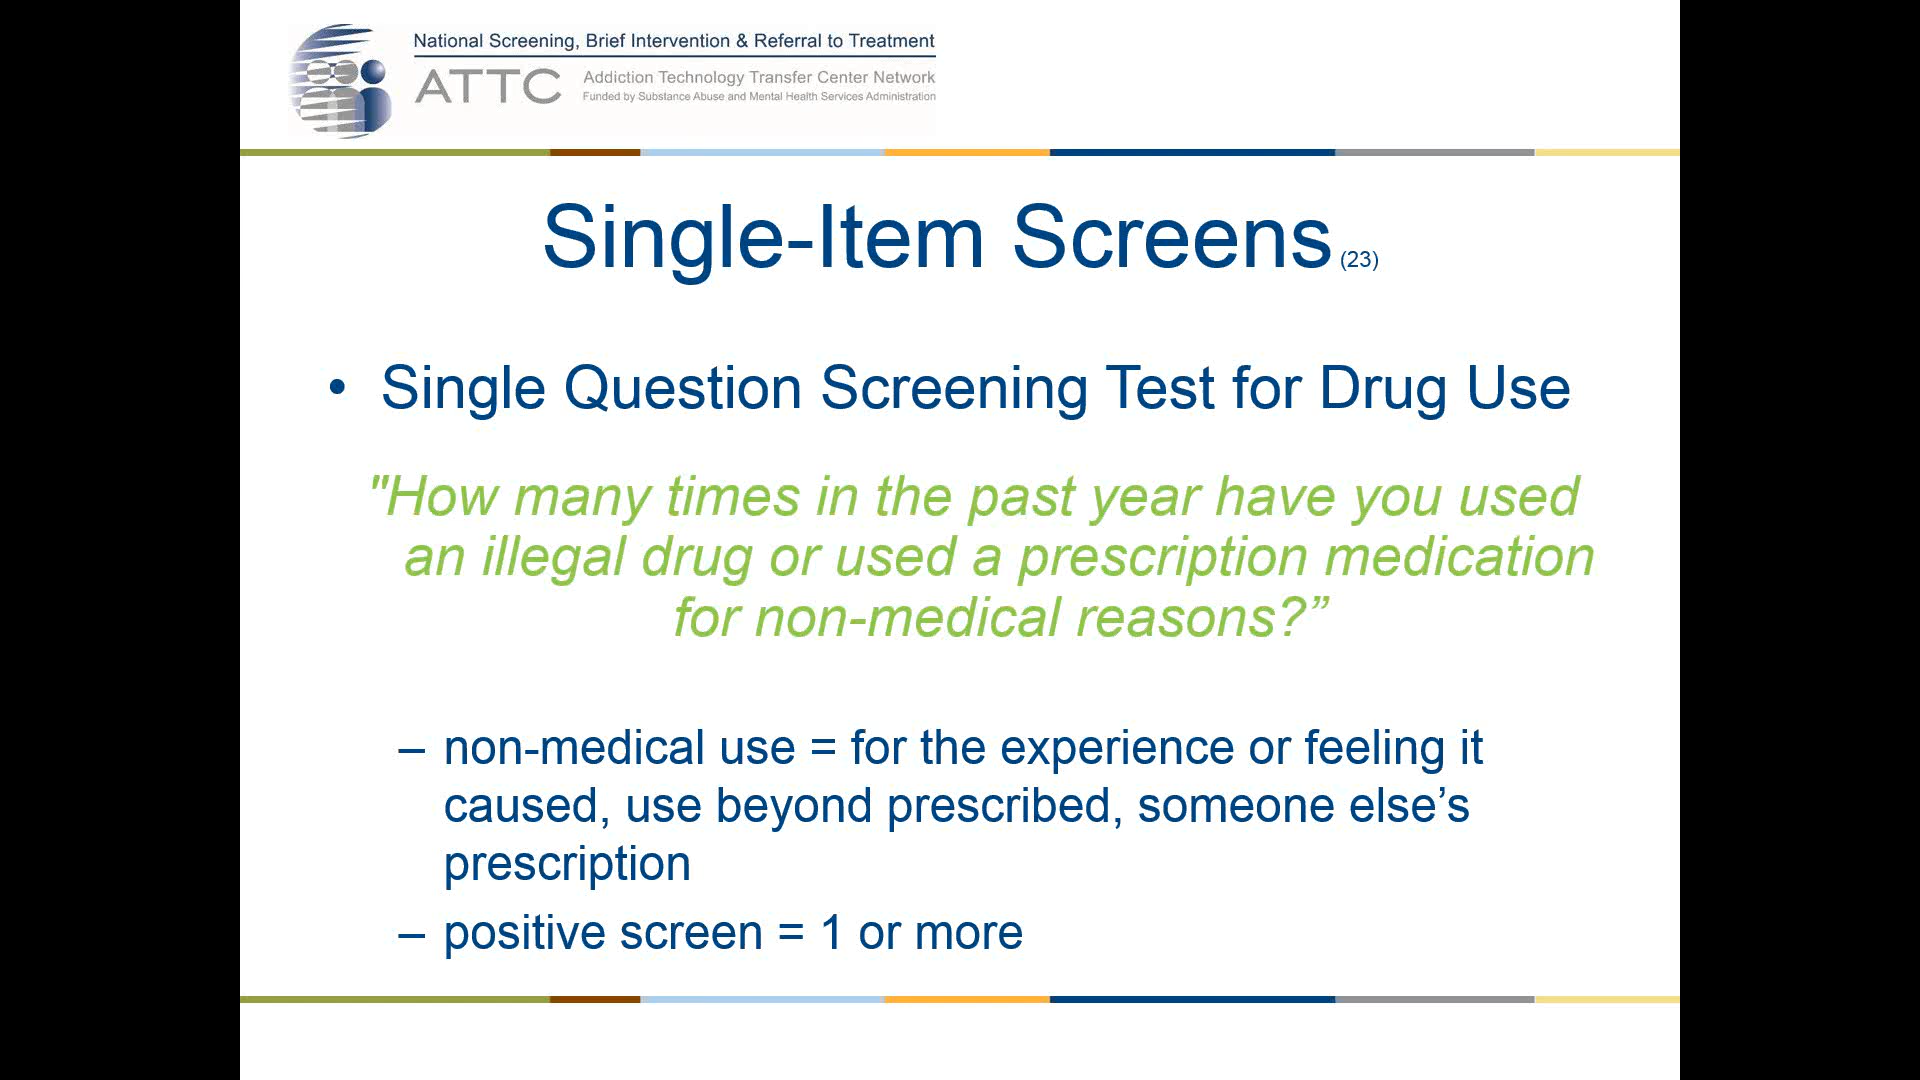 National Screening, Brief Intervention & Referral to Treatment
ATTC Addiction Technology Transfer Center Network
Funded by Substance Abuse and Mental Health Services Administration
Single-Item Screens (23)
• Single Question Screening Test for Drug Use
"How many times in the past year have you used
an illegal drug or used a prescription medication
for non-medical reasons?”
– non-medical use = for the experience or feeling it
caused, use beyond prescribed, someone else’s
prescription
– positive screen = 1 or more